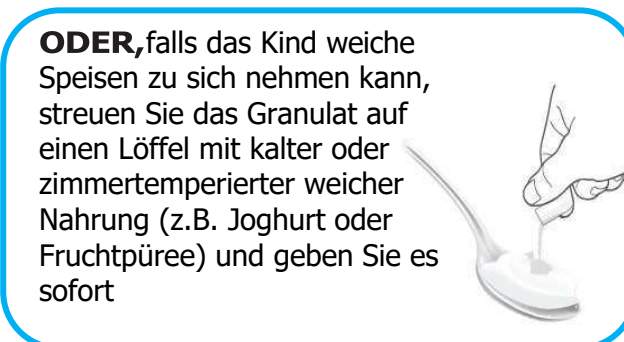 ODER,falls das Kind weiche
Speisen zu sich nehmen kann,
streuen Sie das Granulat auf
einen Löffel mit kalter oder
zimmertemperierter weicher
Nahrung (z.B. Joghurt oder
Fruchtpüree) und geben Sie es
sofort